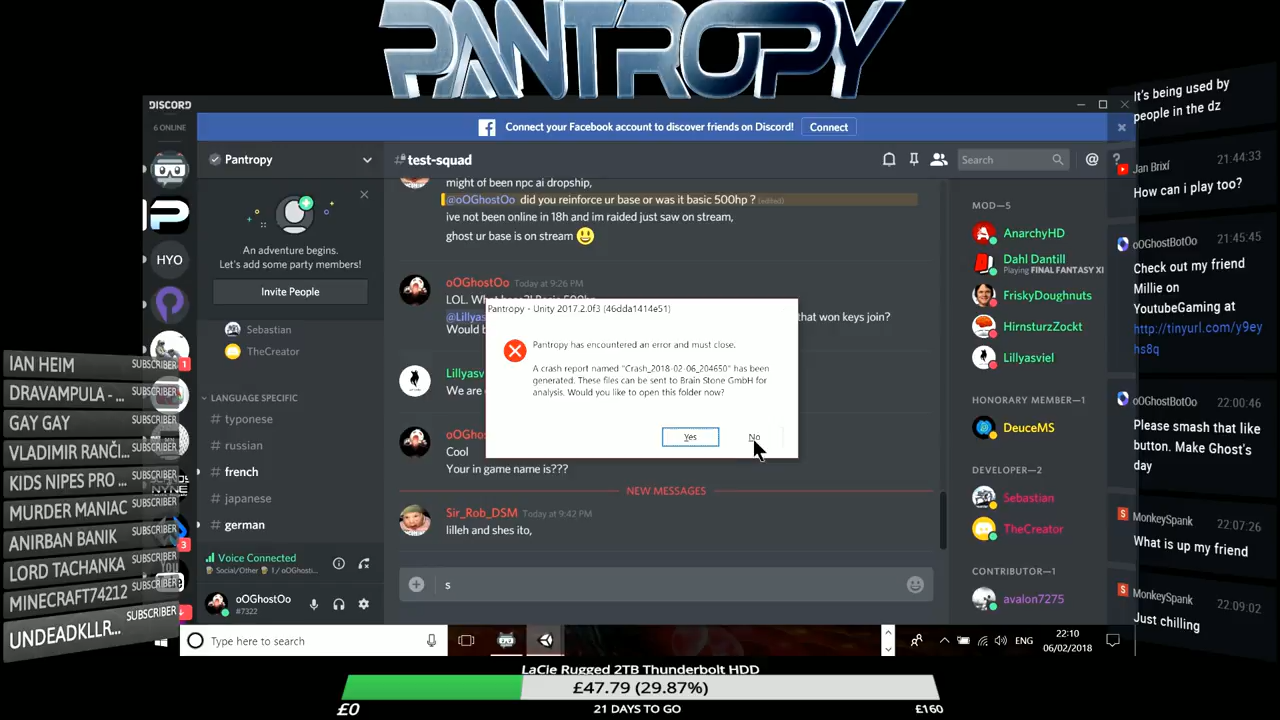 PANTROPY
DISCORD
6 ONLINE
Connect your Facebook account to discover friends on Discord!
Connect
Pantropy
#test-squad
Search
An adventure begins.
Let's add some party members!
Invite People
HYO
Sebastian
TheCreator
LANGUAGE SPECIFIC
typonese
russian
french
japanese
german
Voice Connected
oOGhostOo
#7322
might of been npc ai dropship,
@oOGhostOo did you reinforce ur base or was it basic 500hp ? (edited)
ive not been online in 18h and im raided just saw on stream,
ghost ur base is on stream
oOGhostOo Today at 9:26 PM
that won keys join?
Would b
Lillyasv
We are
oOGho
Cool
Your in game name is???
NEW MESSAGES
Sir_Rob_DSM Today at 9:42 PM
lilleh and shes ito,
s
Pantropy - Unity 2017.2.0f3 (46dda1414e51)
Pantropy has encountered an error and must close.
A crash report named "Crash_2018-02-06_204650" has been
generated. These files can be sent to Brain Stone GmbH for
analysis. Would you like to open this folder now?
Yes
No
MOD—5
AnarchyHD
Dahl Dantill
Playing FINAL FANTASY XI
FriskyDoughnuts
HirnsturzZockt
Lillyasviel
HONORARY MEMBER—1
DeuceMS
DEVELOPER—2
Sebastian
TheCreator
CONTRIBUTOR—1
avalon7275
It's being used by
people in the dz
Jan Brixí 21:44:33
How can i play too?
oOGhostBotOo 21:45:45
Check out my friend
Millie on
YouTubeGaming at
http://tinyurl.com/y9ey
hs8q
oOGhostBotOo 22:00:46
Please smash that like
button. Make Ghost's
day
MonkeySpank 22:07:26
What is up my friend
MonkeySpank 22:09:02
Just chilling
IAN HEIM SUBSCRIBER
DRAVAMPULA - ... SUBSCRIBER
GAY GAY SUBSCRIBER
VLADIMIR RANČI... SUBSCRIBER
KIDS NIPES PRO ... SUBSCRIBER
MURDER MANIAC SUBSCRIBER
ANIRBAN BANIK SUBSCRIBER
LORD TACHANKA SUBSCRIBER
MINECRAFT74212 SUBSCRIBER
UNDEADKLLR... SUBSCRIBER
Type here to search
ENG
22:10
06/02/2018
LaCie Rugged 2TB Thunderbolt HDD
£47.79 (29.87%)
£0
21 DAYS TO GO
£160